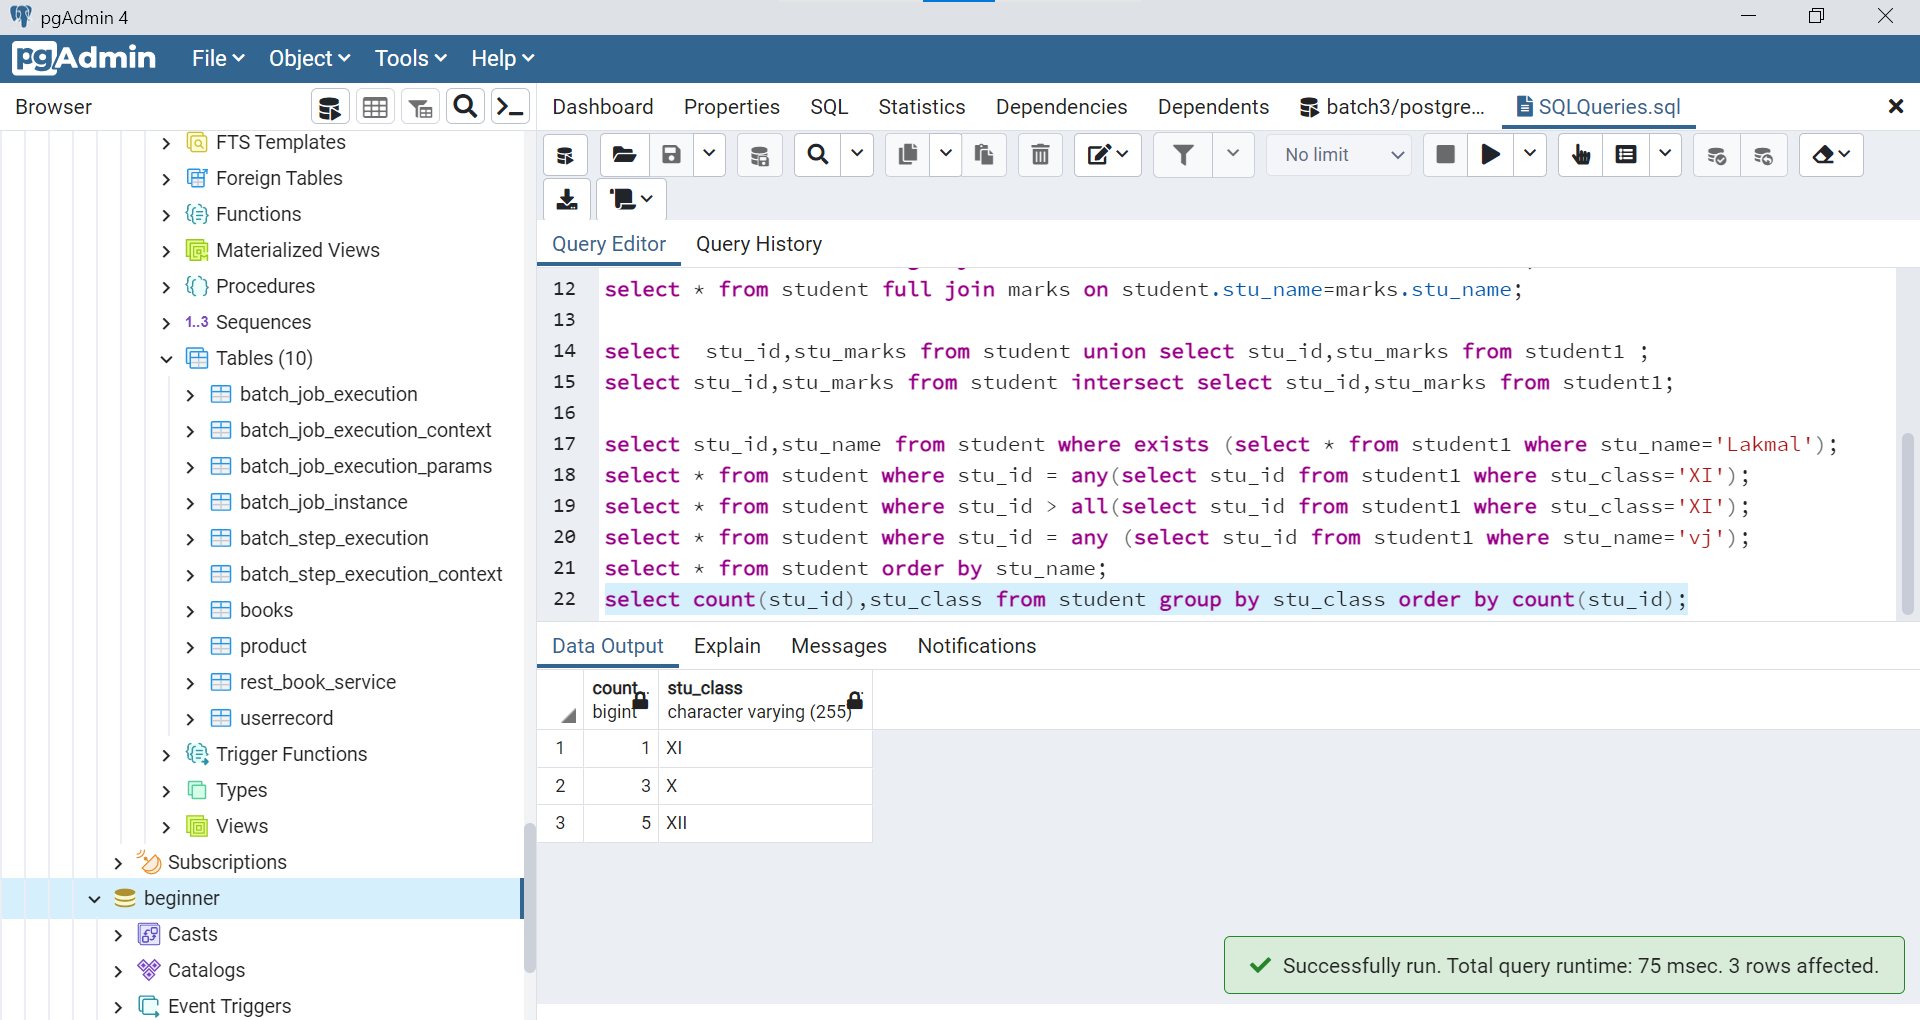 pgAdmin 4
pgAdmin File Object Tools Help
Browser
Dashboard Properties SQL Statistics Dependencies Dependents batch3/postgre... SQLQueries.sql
No limit
FTS Templates
Foreign Tables
Functions
Materialized Views
Procedures
1..3 Sequences
Tables (10)
batch_job_execution
batch_job_execution_context
batch_job_execution_params
batch_job_instance
batch_step_execution
batch_step_execution_context
books
product
rest_book_service
userrecord
Trigger Functions
Types
Views
Subscriptions
beginner
Casts
Catalogs
Event Triggers
Query Editor Query History
12 select * from student full join marks on student.stu_name=marks.stu_name;
13
14 select  stu_id,stu_marks from student union select stu_id,stu_marks from student1 ;
15 select stu_id,stu_marks from student intersect select stu_id,stu_marks from student1;
16
17 select stu_id,stu_name from student where exists (select * from student1 where stu_name='Lakmal');
18 select * from student where stu_id = any(select stu_id from student1 where stu_class='XI');
19 select * from student where stu_id > all(select stu_id from student1 where stu_class='XI');
20 select * from student where stu_id = any (select stu_id from student1 where stu_name='vj');
21 select * from student order by stu_name;
22 select count(stu_id),stu_class from student group by stu_class order by count(stu_id);
Data Output Explain Messages Notifications
count stu_class
bigint character varying (255)
1 1 XI
2 3 X
3 5 XII
Successfully run. Total query runtime: 75 msec. 3 rows affected.